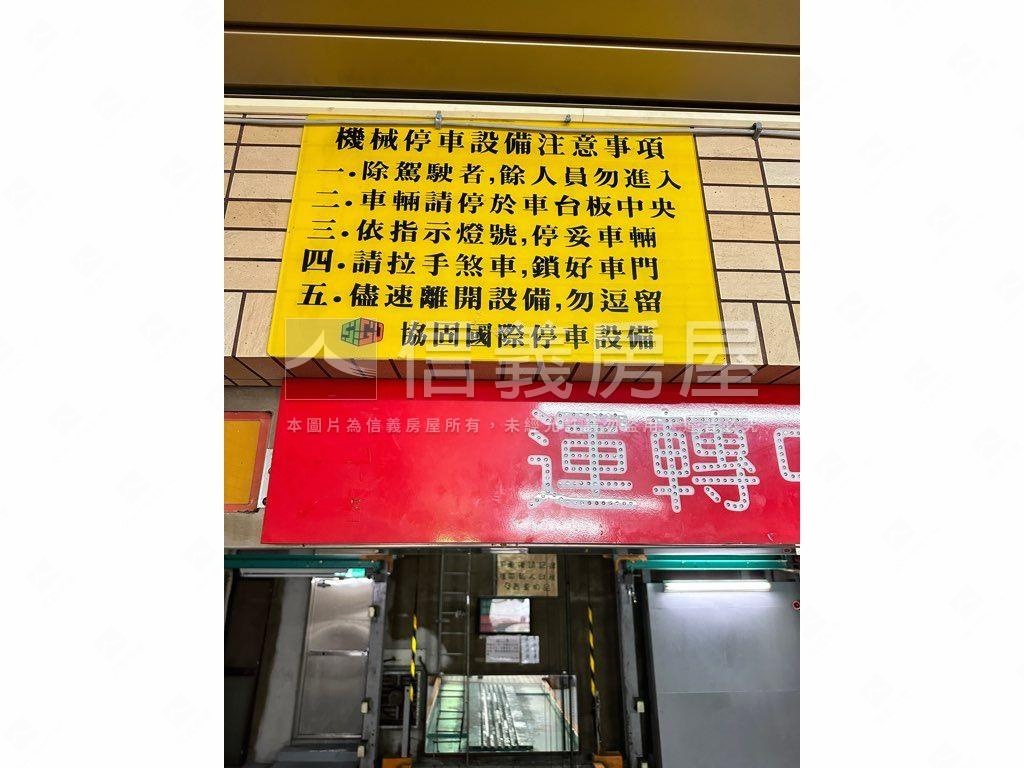 機械停車設備注意事項
一.除駕駛者,餘人員勿進入
二.車輛請停於車台板中央
三.依指示燈號,停妥車輛
四.請拉手煞車,鎖好車門
五.儘速離開設備,勿逗留
協固國際停車設備
信義房屋
本圖片為信義房屋所有，未經允
運轉